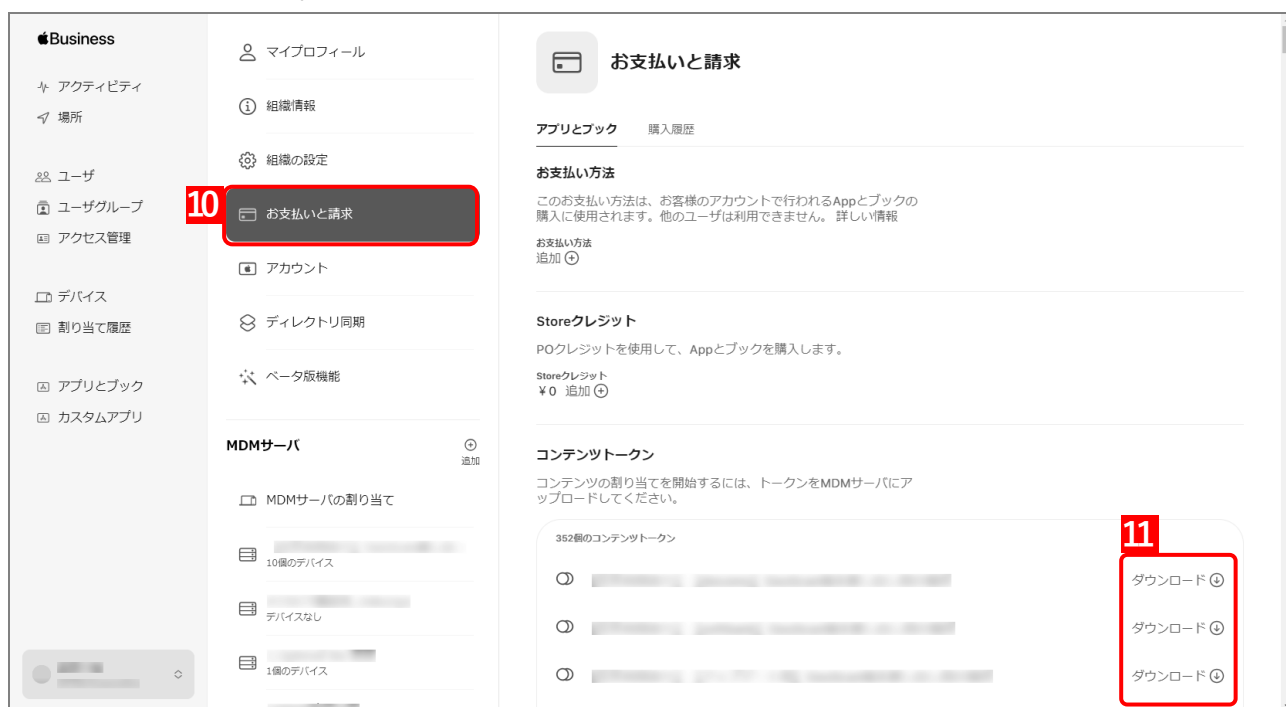 Business
アクティビティ
場所
ユーザ
ユーザグループ
アクセス管理
デバイス
割り当て履歴
アプリとブック
カスタムアプリ
マイプロフィール
組織情報
組織の設定
10
お支払いと請求
アカウント
ディレクトリ同期
ベータ版機能
MDMサーバ
追加
MDMサーバの割り当て
10個のデバイス
デバイスなし
1個のデバイス
お支払いと請求
アプリとブック 購入履歴
お支払い方法
このお支払い方法は、お客様のアカウントで行われるAppとブックの
購入に使用されます。他のユーザは利用できません。 詳しい情報
お支払い方法
追加
Storeクレジット
POクレジットを使用して、Appとブックを購入します。
Storeクレジット
¥0 追加
コンテンツトークン
コンテンツの割り当てを開始するには、トークンをMDMサーバにア
ップロードしてください。
352個のコンテンツトークン
11
ダウンロード
ダウンロード
ダウンロード